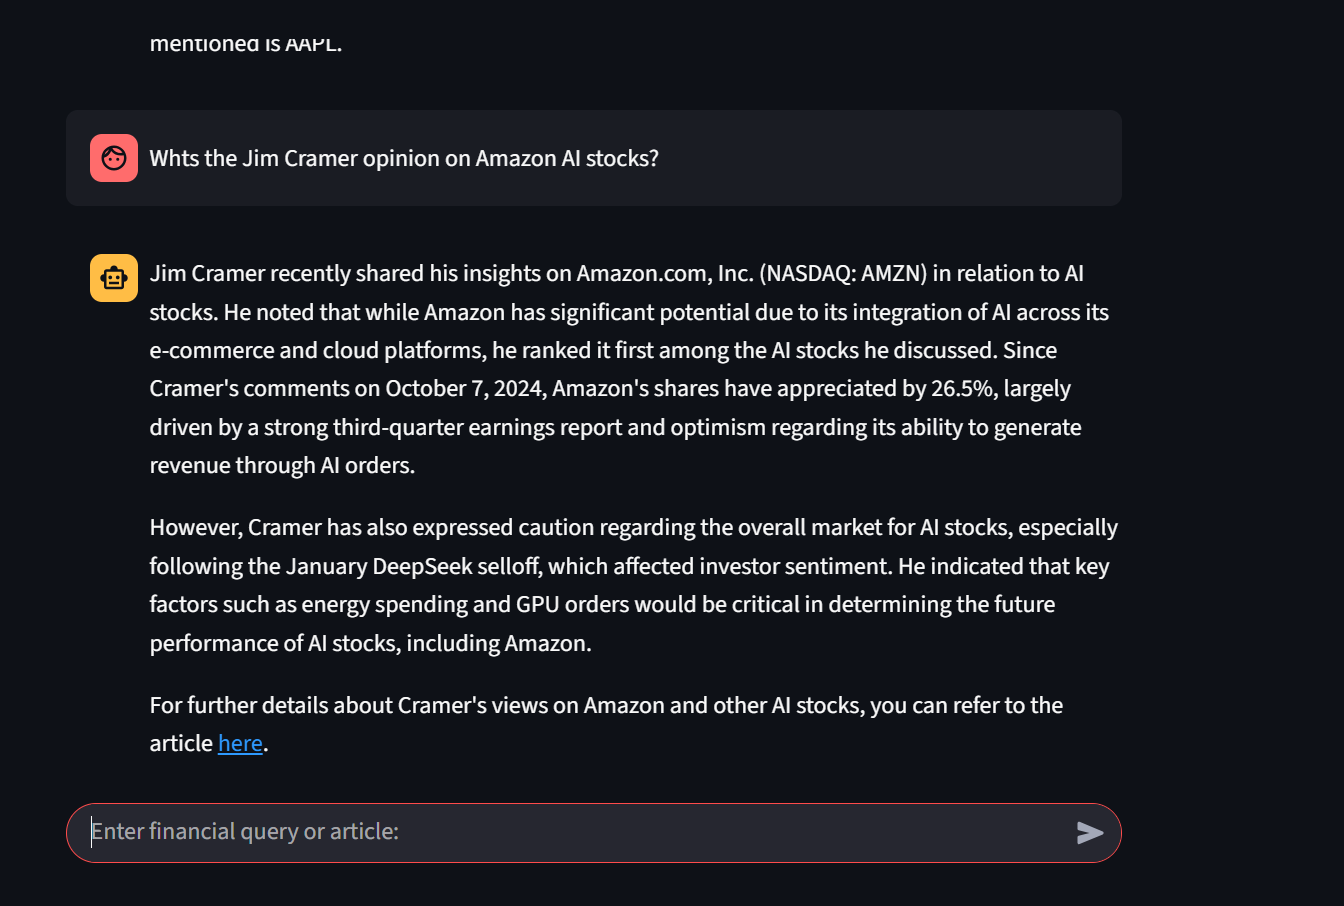 mentioned is AAPL.
Whts the Jim Cramer opinion on Amazon AI stocks?
Jim Cramer recently shared his insights on Amazon.com, Inc. (NASDAQ: AMZN) in relation to AI
stocks. He noted that while Amazon has significant potential due to its integration of AI across its
e-commerce and cloud platforms, he ranked it first among the AI stocks he discussed. Since
Cramer's comments on October 7, 2024, Amazon's shares have appreciated by 26.5%, largely
driven by a strong third-quarter earnings report and optimism regarding its ability to generate
revenue through AI orders.
However, Cramer has also expressed caution regarding the overall market for AI stocks, especially
following the January DeepSeek selloff, which affected investor sentiment. He indicated that key
factors such as energy spending and GPU orders would be critical in determining the future
performance of AI stocks, including Amazon.
For further details about Cramer's views on Amazon and other AI stocks, you can refer to the
article here.
Enter financial query or article: